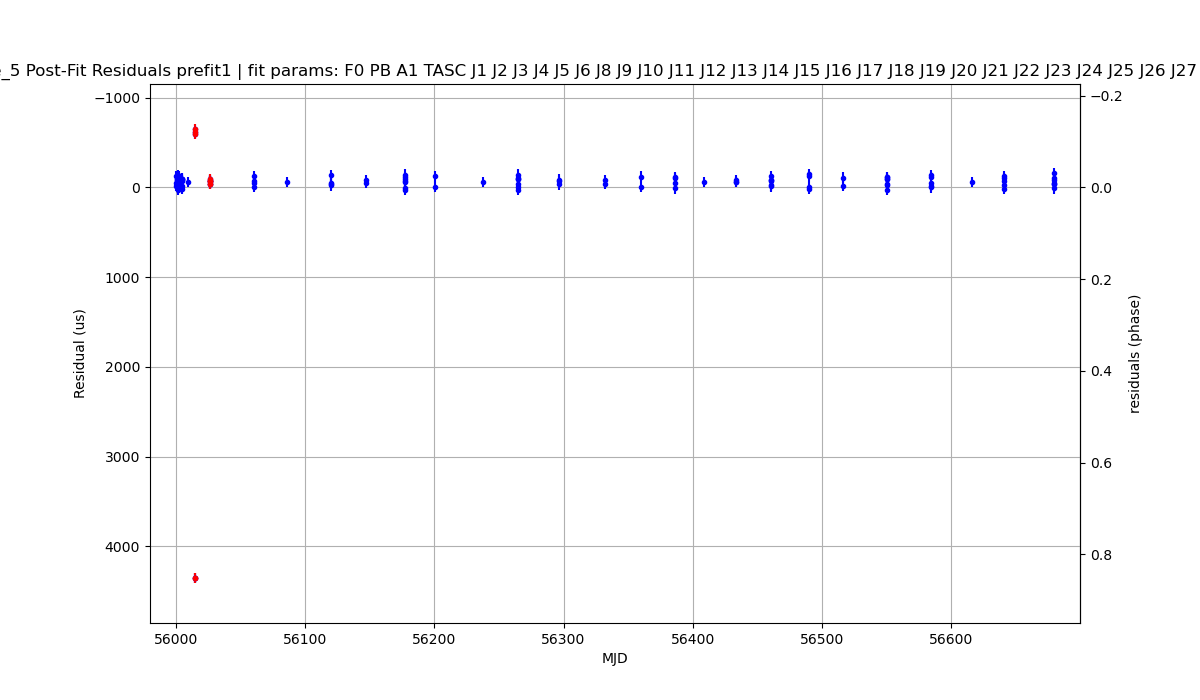 _5 Post-Fit Residuals prefit1 | fit params: F0 PB A1 TASC J1 J2 J3 J4 J5 J6 J8 J9 J10 J11 J12 J13 J14 J15 J16 J17 J18 J19 J20 J21 J22 J23 J24 J25 J26 J27
−1000
0
1000
2000
3000
4000
Residual (us)
−0.2
0.0
0.2
0.4
0.6
0.8
residuals (phase)
56000 56100 56200 56300 56400 56500 56600
MJD